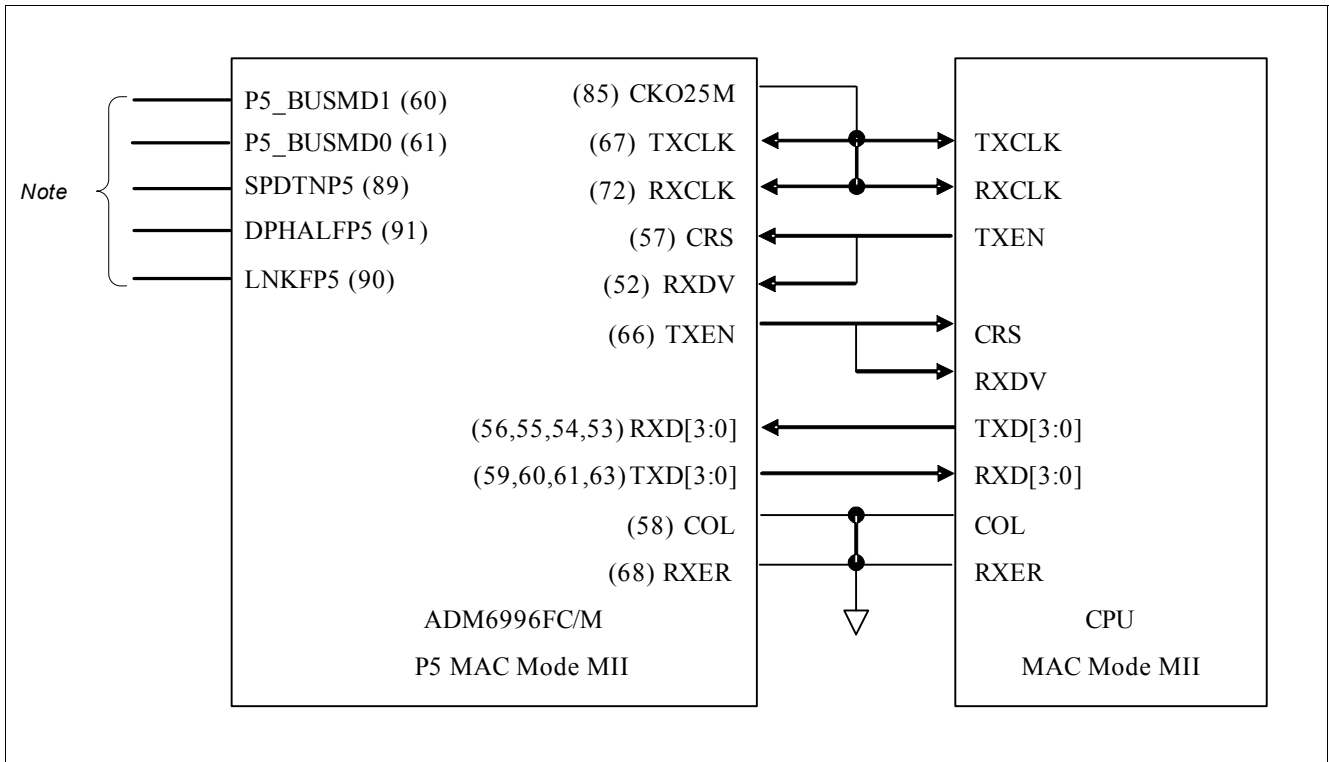 Note
P5_BUSMD1 (60)
P5_BUSMD0 (61)
SPDTNP5 (89)
DPHALFP5 (91)
LNKFP5 (90)
(85) CKO25M
(67) TXCLK
(72) RXCLK
(57) CRS
(52) RXDV
(66) TXEN
(56,55,54,53) RXD[3:0]
(59,60,61,63) TXD[3:0]
(58) COL
(68) RXER
ADM6996FC/M
P5 MAC Mode MII
TXCLK
RXCLK
TXEN
CRS
RXDV
TXD[3:0]
RXD[3:0]
COL
RXER
CPU
MAC Mode MII